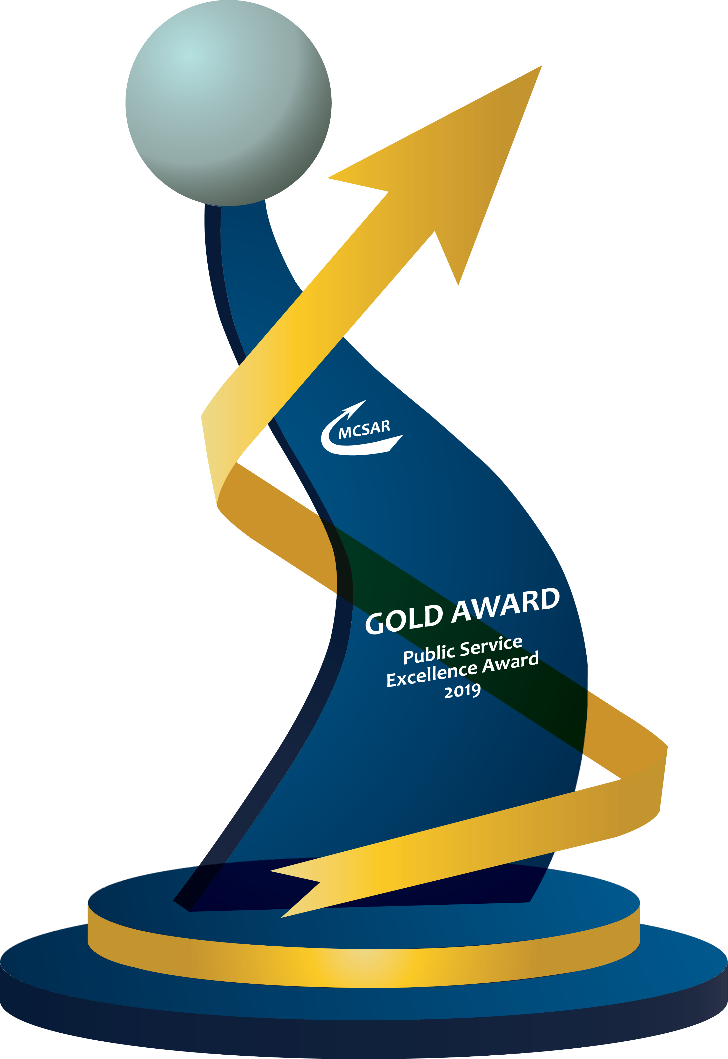 MCSAR
GOLD AWARD
Public Service
Excellence Award
2019